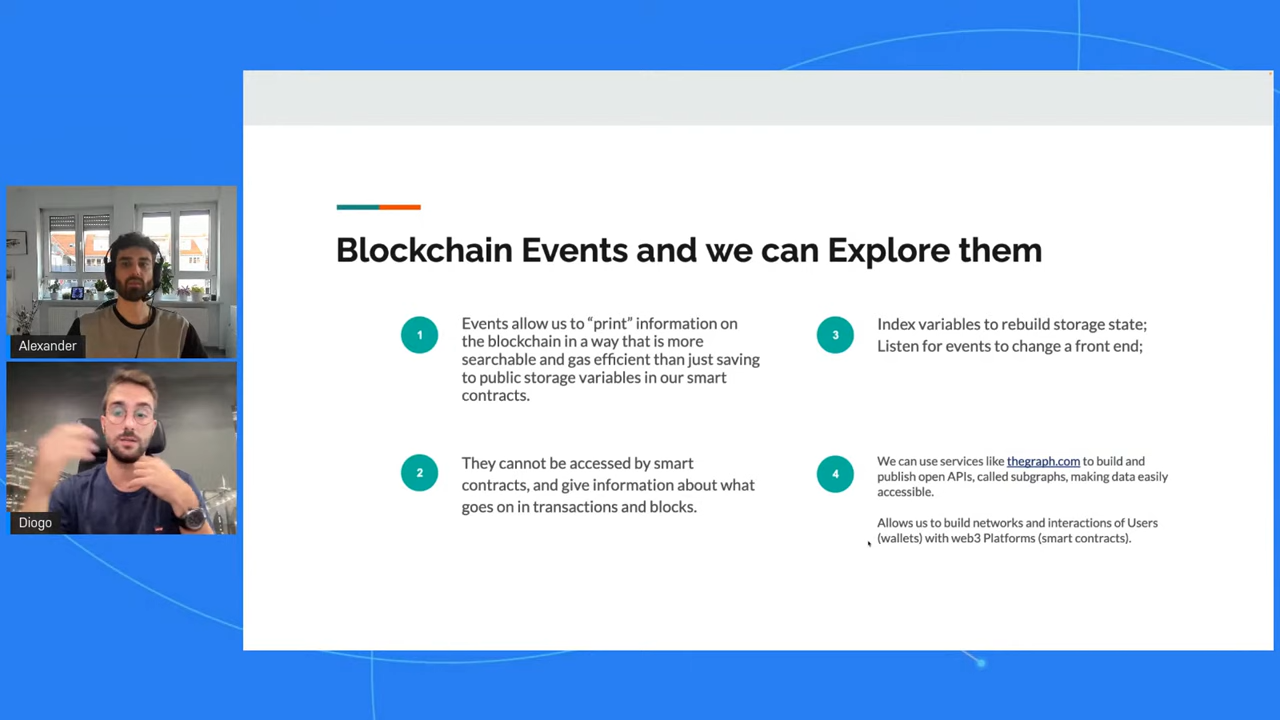 Blockchain Events and we can Explore them
1
Events allow us to “print” information on
the blockchain in a way that is more
searchable and gas efficient than just saving
to public storage variables in our smart
contracts.
2
They cannot be accessed by smart
contracts, and give information about what
goes on in transactions and blocks.
3
Index variables to rebuild storage state;
Listen for events to change a front end;
4
We can use services like thegraph.com to build and
publish open APIs, called subgraphs, making data easily
accessible.
Allows us to build networks and interactions of Users
(wallets) with web3 Platforms (smart contracts).
Alexander
Diogo